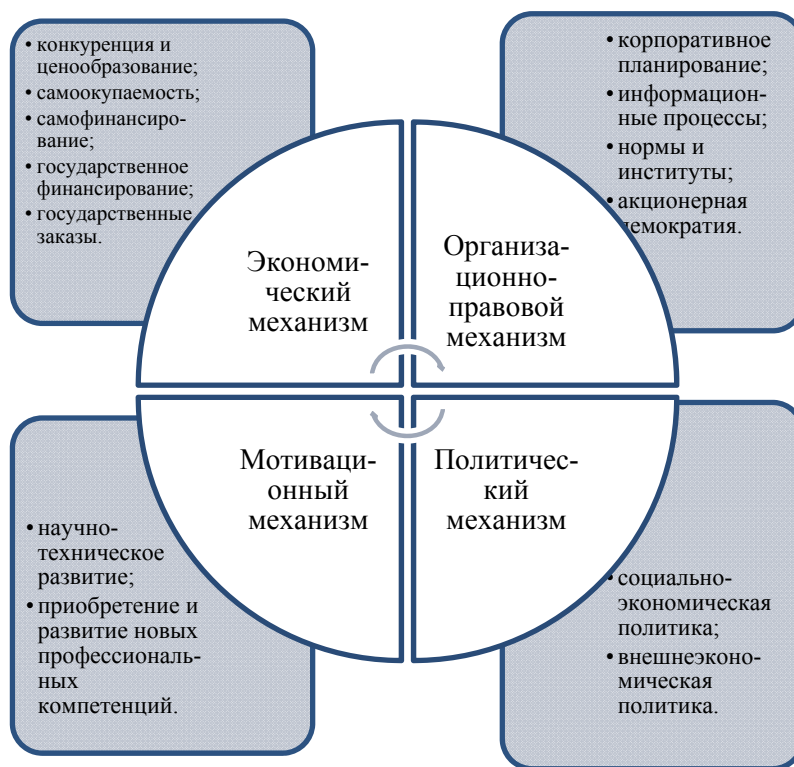 • конкуренция и
ценообразование;
• самоокупаемость;
• самофинансиро-
вание;
• государственное
финансирование;
• государственные
заказы.
• корпоративное
планирование;
• информацион-
ные процессы;
• нормы и
институты;
• акционерная
демократия.
Экономи-
ческий
механизм
Организа-
ционно-
правовой
механизм
Мотиваци-
онный
механизм
Политичес-
кий
механизм
• научно-
техническое
развитие;
• приобретение и
развитие новых
профессиональ-
ных
компетенций.
• социально-
экономическая
политика;
• внешнеэконо-
мическая
политика.